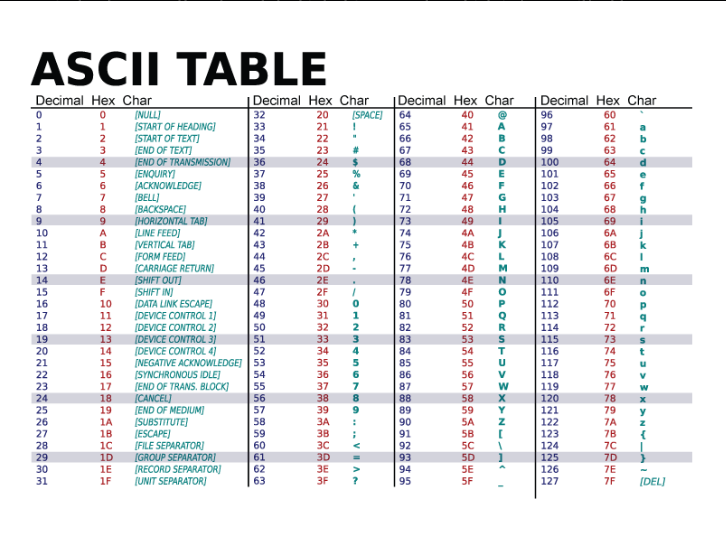 ASCII TABLE
Decimal Hex Char Decimal Hex Char Decimal Hex Char Decimal Hex Char
0 0 [NULL] 32 20 [SPACE] 64 40 @ 96 60 `
1 1 [START OF HEADING] 33 21 ! 65 41 A 97 61 a
2 2 [START OF TEXT] 34 22 " 66 42 B 98 62 b
3 3 [END OF TEXT] 35 23 # 67 43 C 99 63 c
4 4 [END OF TRANSMISSION] 36 24 $ 68 44 D 100 64 d
5 5 [ENQUIRY] 37 25 % 69 45 E 101 65 e
6 6 [ACKNOWLEDGE] 38 26 & 70 46 F 102 66 f
7 7 [BELL] 39 27 ' 71 47 G 103 67 g
8 8 [BACKSPACE] 40 28 ( 72 48 H 104 68 h
9 9 [HORIZONTAL TAB] 41 29 ) 73 49 I 105 69 i
10 A [LINE FEED] 42 2A * 74 4A J 106 6A j
11 B [VERTICAL TAB] 43 2B + 75 4B K 107 6B k
12 C [FORM FEED] 44 2C , 76 4C L 108 6C l
13 D [CARRIAGE RETURN] 45 2D - 77 4D M 109 6D m
14 E [SHIFT OUT] 46 2E . 78 4E N 110 6E n
15 F [SHIFT IN] 47 2F / 79 4F O 111 6F o
16 10 [DATA LINK ESCAPE] 48 30 0 80 50 P 112 70 p
17 11 [DEVICE CONTROL 1] 49 31 1 81 51 Q 113 71 q
18 12 [DEVICE CONTROL 2] 50 32 2 82 52 R 114 72 r
19 13 [DEVICE CONTROL 3] 51 33 3 83 53 S 115 73 s
20 14 [DEVICE CONTROL 4] 52 34 4 84 54 T 116 74 t
21 15 [NEGATIVE ACKNOWLEDGE] 53 35 5 85 55 U 117 75 u
22 16 [SYNCHRONOUS IDLE] 54 36 6 86 56 V 118 76 v
23 17 [END OF TRANS. BLOCK] 55 37 7 87 57 W 119 77 w
24 18 [CANCEL] 56 38 8 88 58 X 120 78 x
25 19 [END OF MEDIUM] 57 39 9 89 59 Y 121 79 y
26 1A [SUBSTITUTE] 58 3A : 90 5A Z 122 7A z
27 1B [ESCAPE] 59 3B ; 91 5B [ 123 7B {
28 1C [FILE SEPARATOR] 60 3C < 92 5C \ 124 7C |
29 1D [GROUP SEPARATOR] 61 3D = 93 5D ] 125 7D }
30 1E [RECORD SEPARATOR] 62 3E > 94 5E ^ 126 7E ~
31 1F [UNIT SEPARATOR] 63 3F ? 95 5F _ 127 7F [DEL]